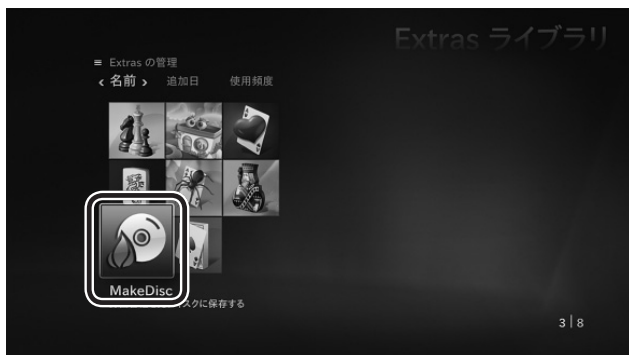 Extras ライブラリ
≡ Extras の管理
‹ 名前 › 追加日 使用頻度
MakeDisc
スクに保存する
3 | 8